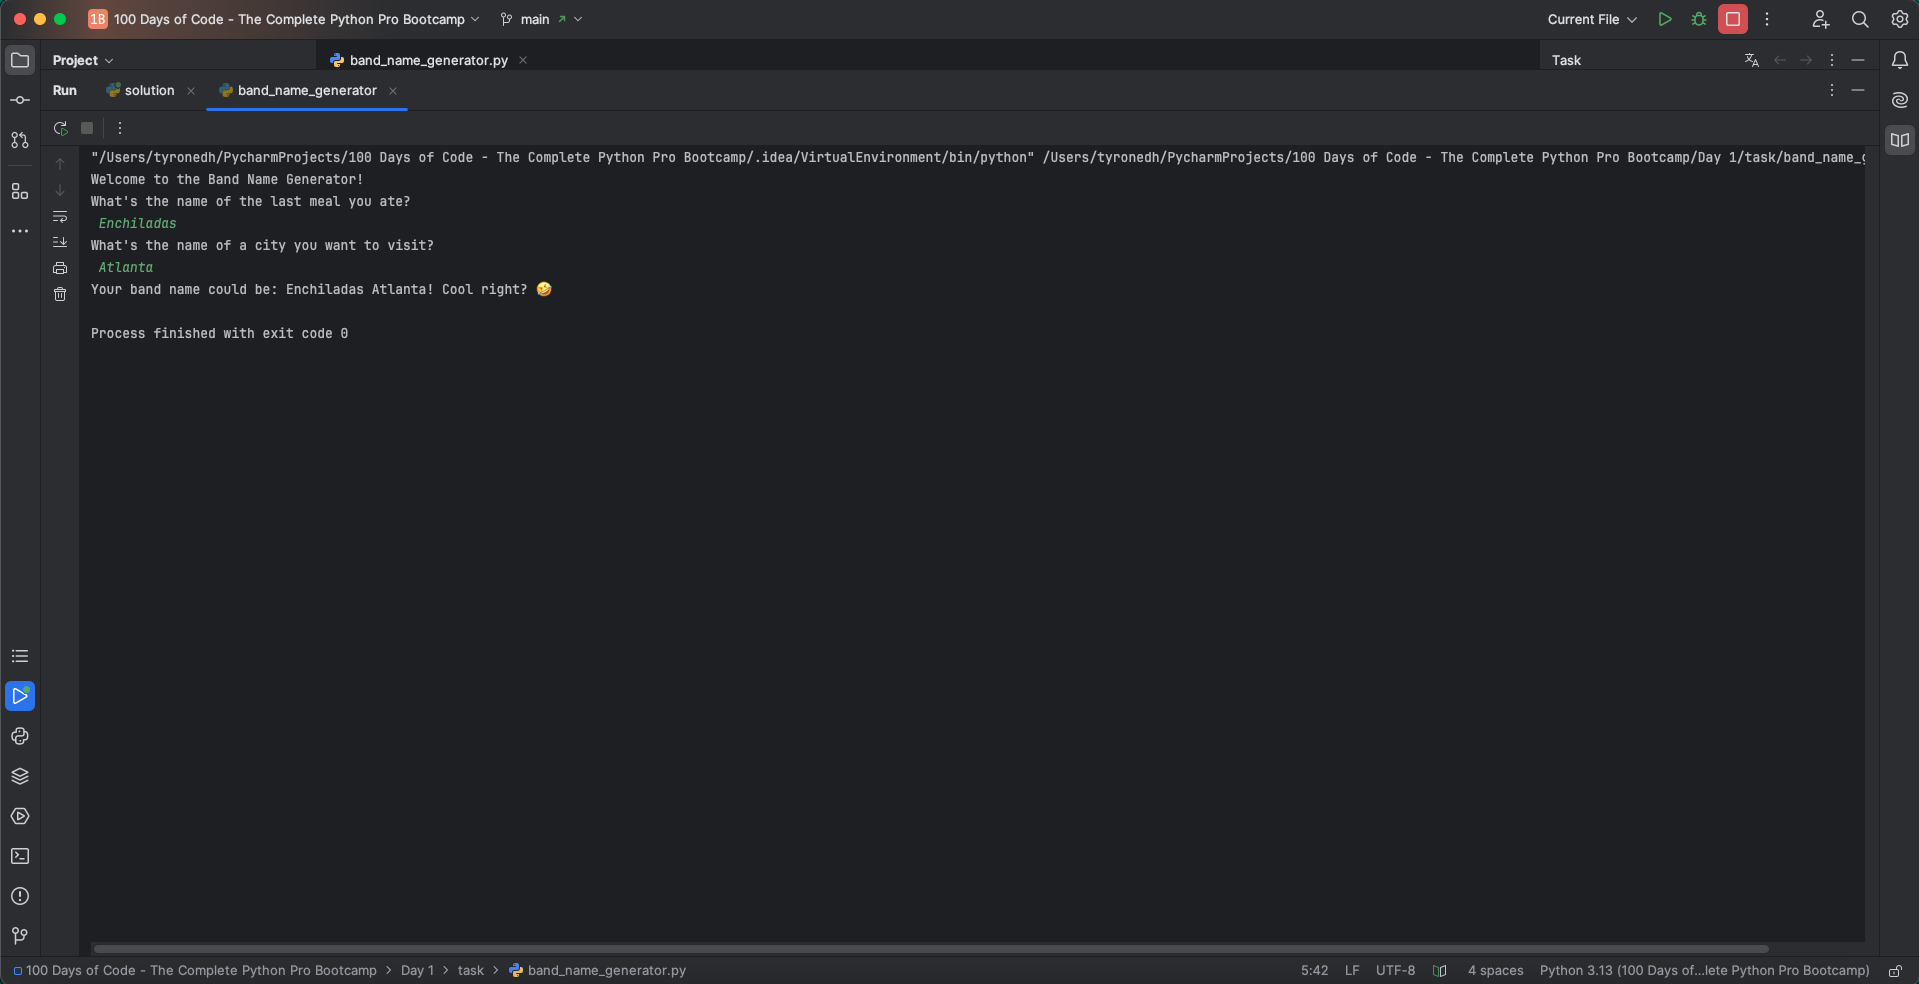 1B 100 Days of Code - The Complete Python Pro Bootcamp main Current File
Project band_name_generator.py Task
Run solution band_name_generator
"/Users/tyronedh/PycharmProjects/100 Days of Code - The Complete Python Pro Bootcamp/.idea/VirtualEnvironment/bin/python" /Users/tyronedh/PycharmProjects/100 Days of Code - The Complete Python Pro Bootcamp/Day 1/task/band_name_g
Welcome to the Band Name Generator!
What's the name of the last meal you ate?
Enchiladas
What's the name of a city you want to visit?
Atlanta
Your band name could be: Enchiladas Atlanta! Cool right? 🤣
Process finished with exit code 0
100 Days of Code - The Complete Python Pro Bootcamp > Day 1 > task > band_name_generator.py 5:42 LF UTF-8 4 spaces Python 3.13 (100 Days of...lete Python Pro Bootcamp)